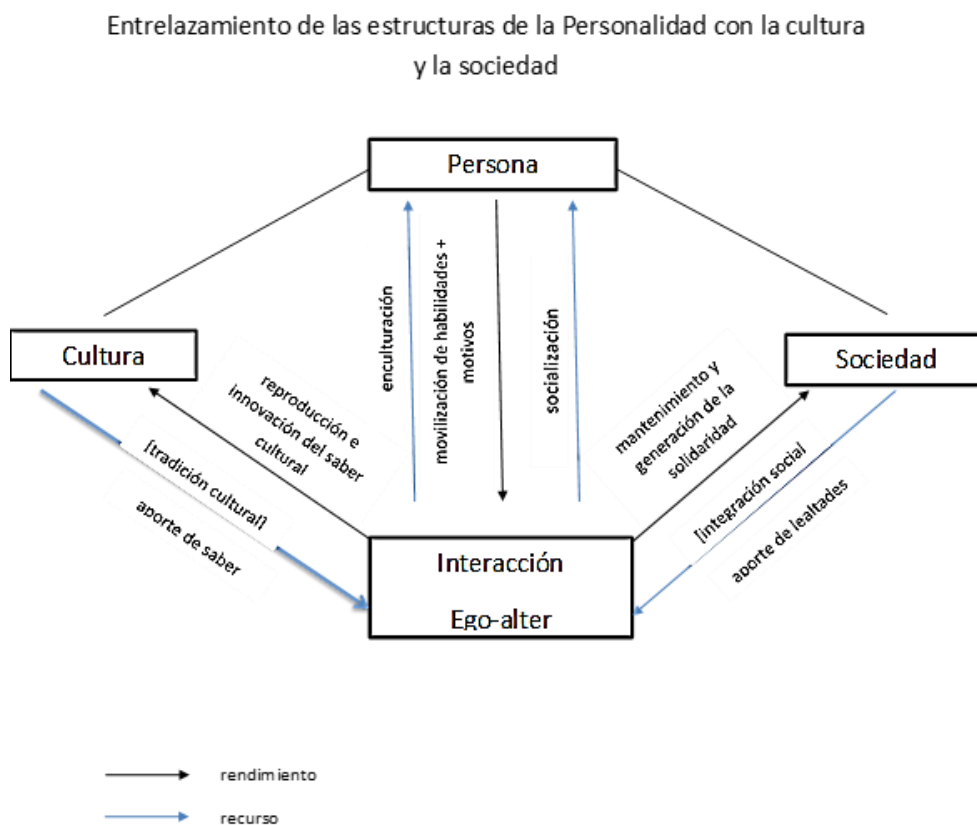 Entrelazamiento de las estructuras de la Personalidad con la cultura
y la sociedad
Persona
Cultura
Sociedad
enculturación
movilización de habilidades +
motivos
socialización
reproducción e
innovación del saber
cultural
mantenimiento y
generación de la
solidaridad
[tradición cultural]
aporte de saber
[integración social
aporte de lealtades
Interacción
Ego-alter
rendimiento
recurso